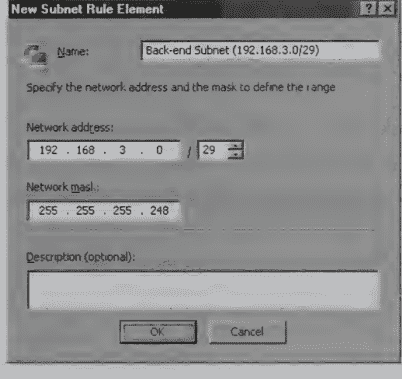 New Subnet Rule Element
Name: Back-end Subnet (192.168.3.0/29)
Specify the network address and the mask to define the range
Network address:
192 . 168 . 3 . 0 / 29
Network mask:
255 . 255 . 255 . 248
Description (optional):
OK Cancel